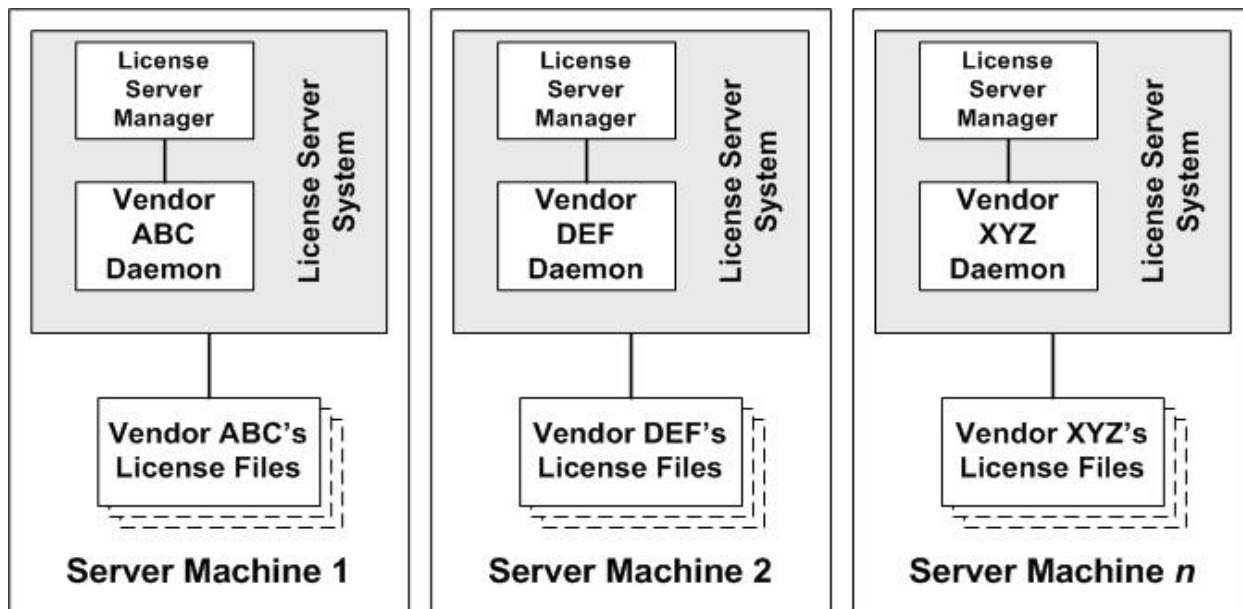 License
Server
Manager
Vendor
ABC
Daemon
License Server
System
Vendor ABC’s
License Files
Server Machine 1
License
Server
Manager
Vendor
DEF
Daemon
License Server
System
Vendor DEF’s
License Files
Server Machine 2
License
Server
Manager
Vendor
XYZ
Daemon
License Server
System
Vendor XYZ’s
License Files
Server Machine n